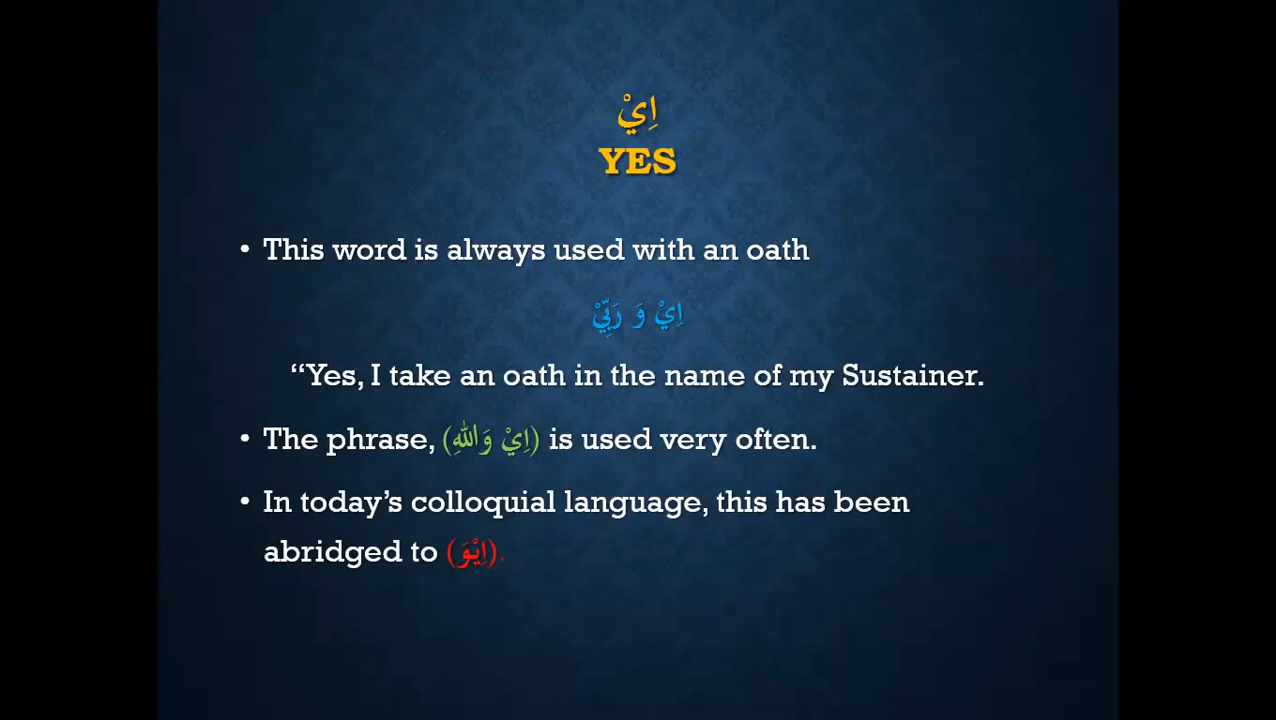 اِيْ
YES
• This word is always used with an oath
اِيْ وَ رَبِّيْ
“Yes, I take an oath in the name of my Sustainer.
• The phrase, (اِيْ وَاللهِ) is used very often.
• In today’s colloquial language, this has been
abridged to (اِيْوَ).